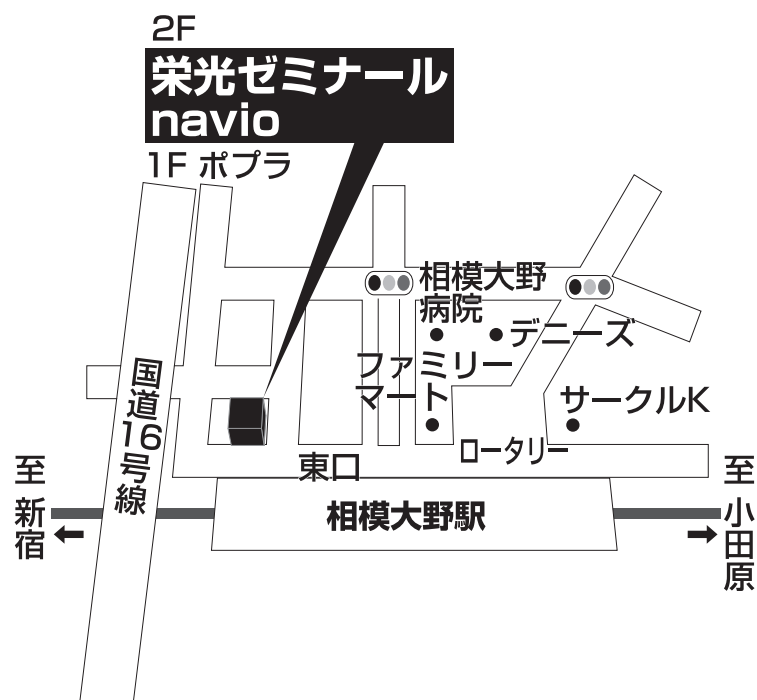 2F
栄光ゼミナール
navio
1F ポプラ
相模大野
病院
デニーズ
ファミリー
マート
サークルK
国道16号線
ロータリー
東口
至
新宿
相模大野駅
至
小田原